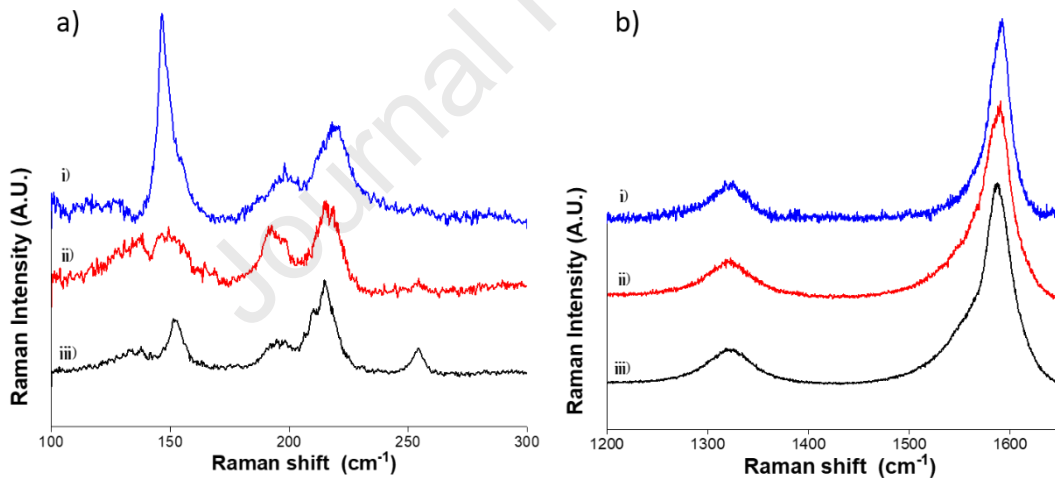 a)
b)
Journal
i)
ii)
iii)
i)
ii)
iii)
Raman Intensity (A.U.)
Raman Intensity (A.U.)
100 150 200 250 300
1200 1300 1400 1500 1600
Raman shift (cm⁻¹)
Raman shift (cm⁻¹)